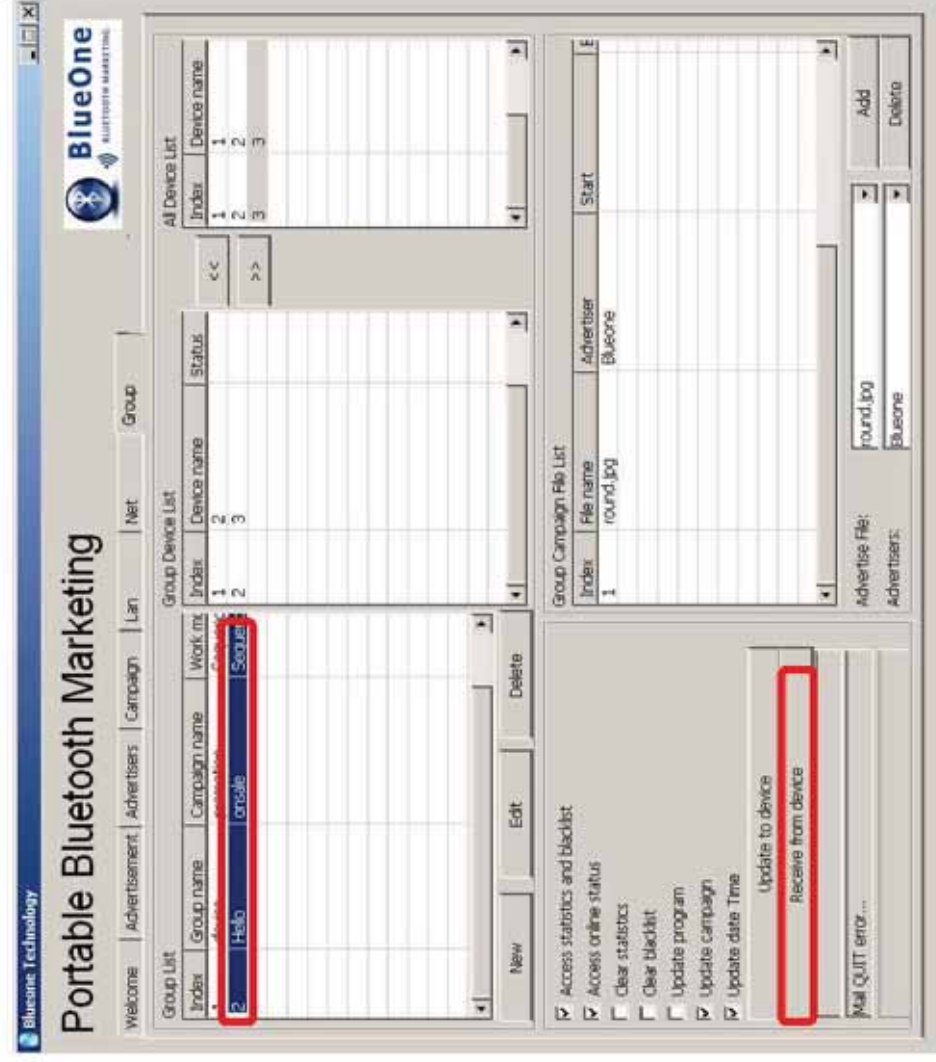 Blueone Technology
Portable Bluetooth Marketing
BlueOne
BLUETOOTH MARKETING
Welcome Advertisement Advertisers Campaign Lan Net Group
Group List
Index Group name Campaign name Work mo
2 Hello onsale Sequen
New Edit Delete
Group Device List
Index Device name Status
1 2
2 3
<<
>>
All Device List
Index Device name
1 1
2 2
3 3
Access statistics and blacklist
Access online status
Clear statistics
Clear blacklist
Update program
Update campaign
Update date Time
Update to device
Receive from device
Mail QUIT error...
Group Campaign File List
Index File name Advertiser Start E
1 round.jpg Blueone
Advertise File: round.jpg Add
Advertisers: Blueone Delete